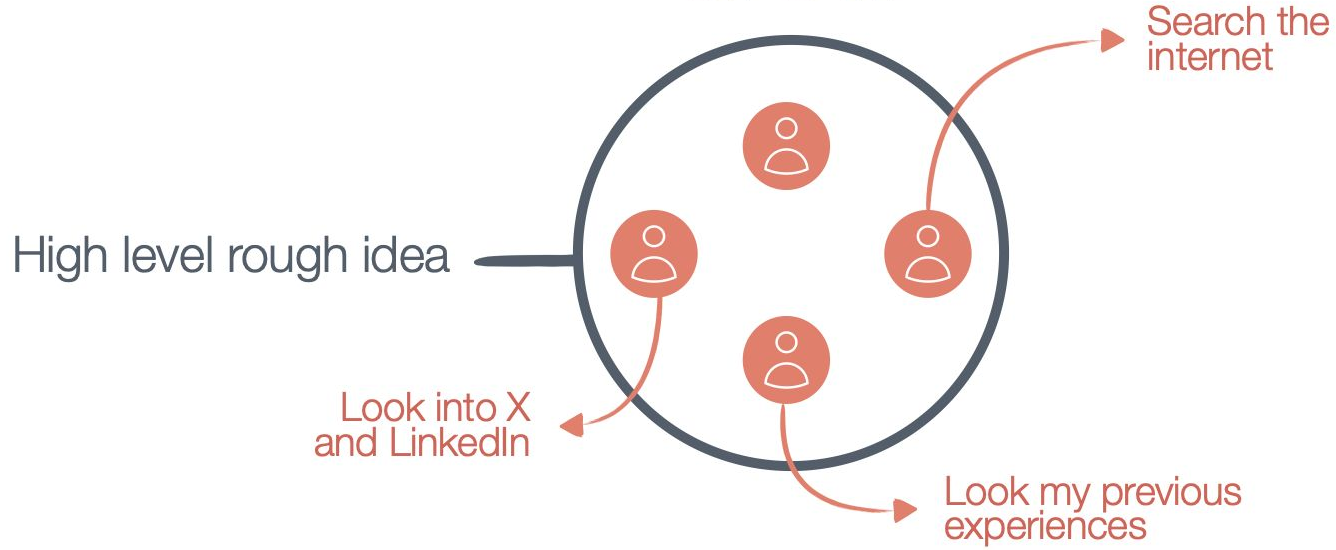 Search the
internet
High level rough idea
Look into X
and LinkedIn
Look my previous
experiences